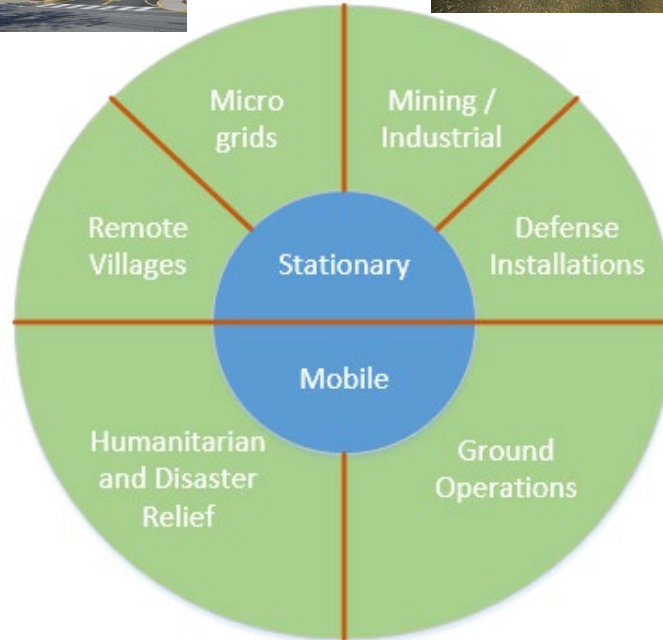 Micro
grids
Mining /
Industrial
Remote
Villages
Defense
Installations
Stationary
Mobile
Humanitarian
and Disaster
Relief
Ground
Operations